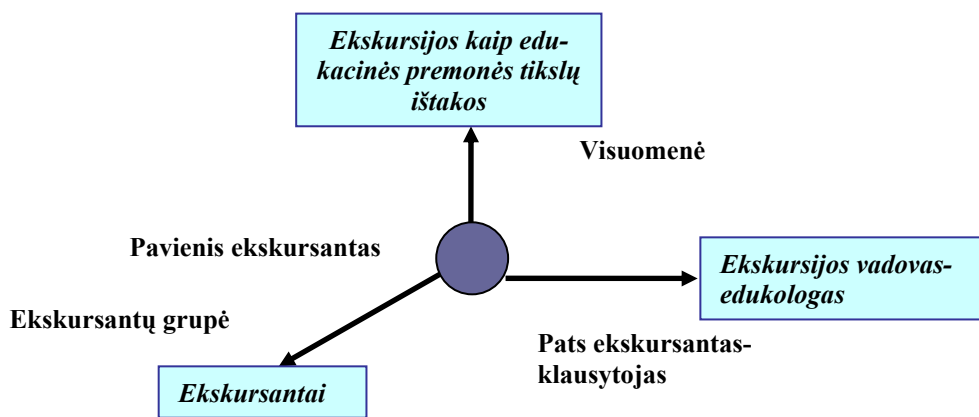 Ekskursijos kaip edu-
kacinės premonės tikslų
ištakos
Visuomenė
Pavienis ekskursantas
Ekskursijos vadovas-
edukologas
Ekskursantų grupė
Pats ekskursantas-
klausytojas
Ekskursantai